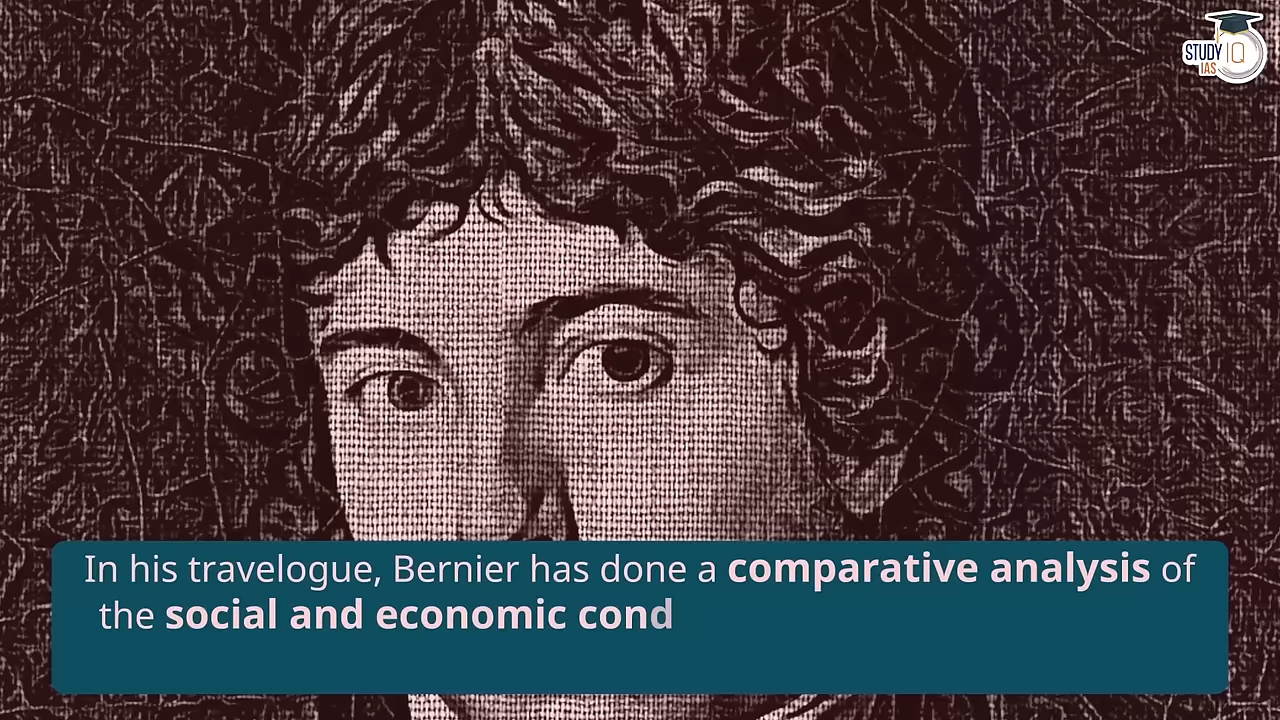 STUDY IQ
IAS
In his travelogue, Bernier has done a comparative analysis of
the social and economic cond